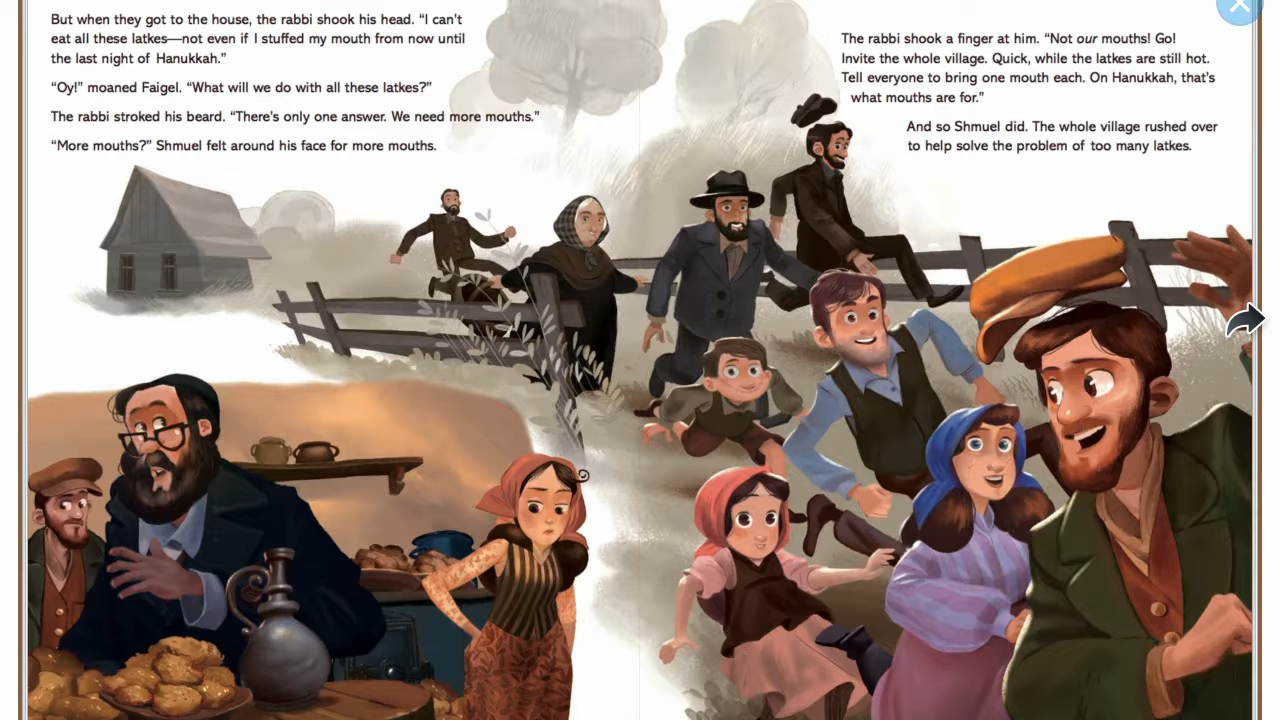 But when they got to the house, the rabbi shook his head. “I can’t
eat all these latkes—not even if I stuffed my mouth from now until
the last night of Hanukkah.”
“Oy!” moaned Faigel. “What will we do with all these latkes?”
The rabbi stroked his beard. “There’s only one answer. We need more mouths.”
“More mouths?” Shmuel felt around his face for more mouths.
The rabbi shook a finger at him. “Not our mouths! Go!
Invite the whole village. Quick, while the latkes are still hot.
Tell everyone to bring one mouth each. On Hanukkah, that’s
what mouths are for.”
And so Shmuel did. The whole village rushed over
to help solve the problem of too many latkes.